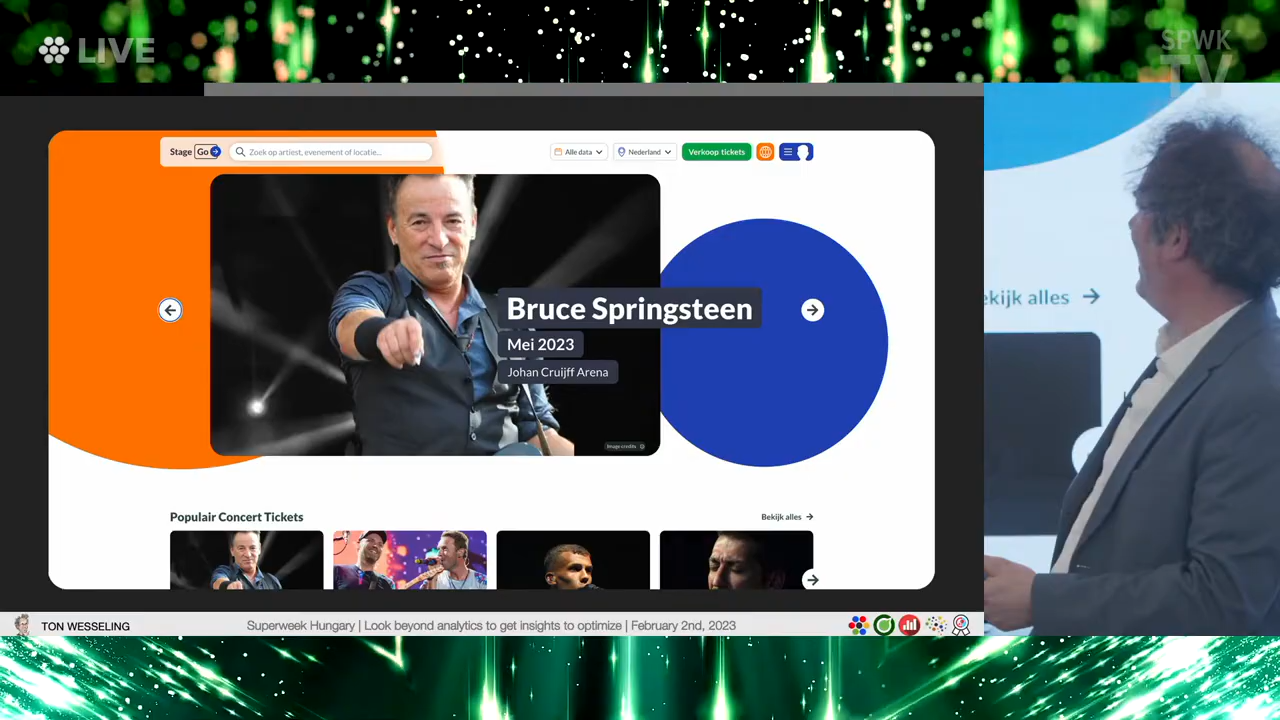 LIVE
SPWK
TV
Stage Go
Zoek op artiest, evenement of locatie...
Alle data
Nederland
Verkoop tickets
Bruce Springsteen
Mei 2023
Johan Cruijff Arena
Image credits
ekijk alles
Populair Concert Tickets
Bekijk alles
TON WESSELING
Superweek Hungary | Look beyond analytics to get insights to optimize | February 2nd, 2023